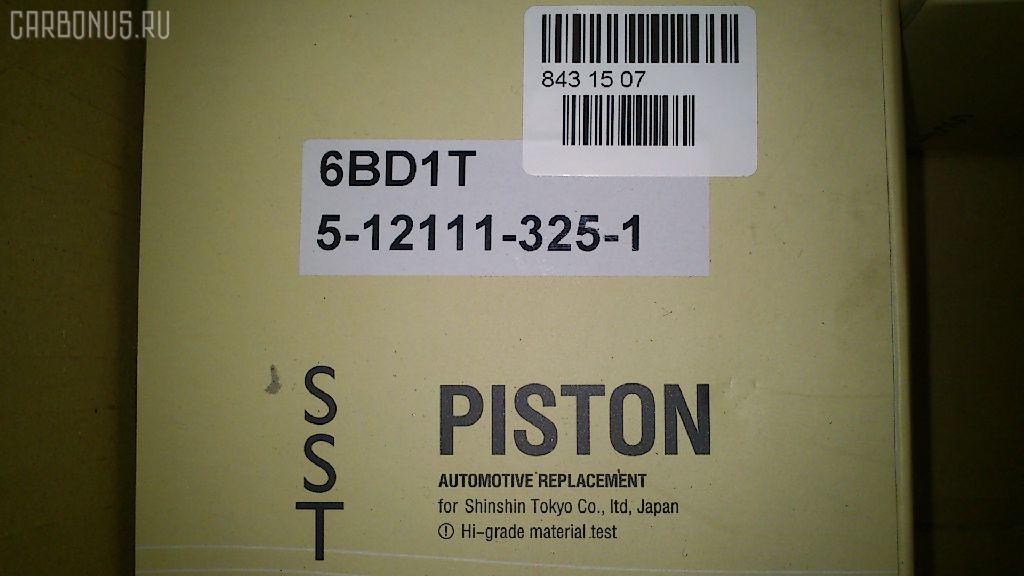 CARBONUS.RU
843 15 07
6BD1T
5-12111-325-1
SST
PISTON
AUTOMOTIVE REPLACEMENT
for Shinshin Tokyo Co., ltd, Japan
① Hi-grade material test